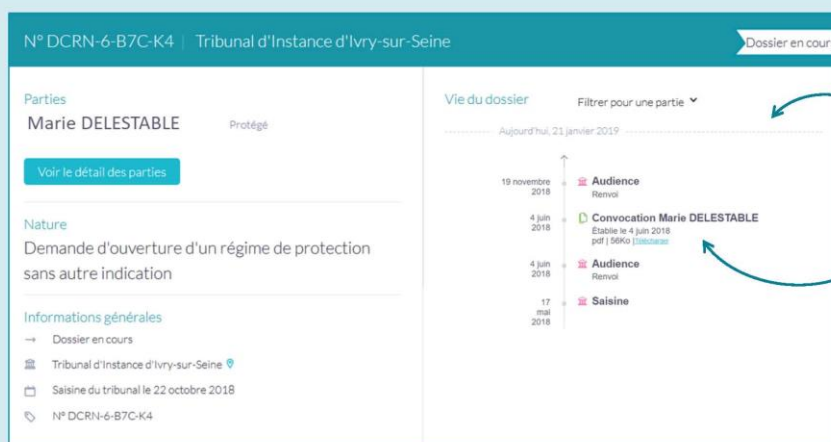 N° DCRN-6-B7C-K4 | Tribunal d'Instance d'Ivry-sur-Seine
Dossier en cour
Parties
Marie DELESTABLE Protégé
Voir le détail des parties
Nature
Demande d'ouverture d'un régime de protection
sans autre indication
Informations générales
→ Dossier en cours
Tribunal d'Instance d'Ivry-sur-Seine
Saisine du tribunal le 22 octobre 2018
N° DCRN-6-B7C-K4
Vie du dossier Filtrer pour une partie
Aujourd'hui, 21 janvier 2019
19 novembre
2018
Audience
Renvoi
4 juin
2018
Convocation Marie DELESTABLE
Établie le 4 juin 2018
pdf | 56Ko | Télécharger
4 juin
2018
Audience
Renvoi
17
mai
2018
Saisine